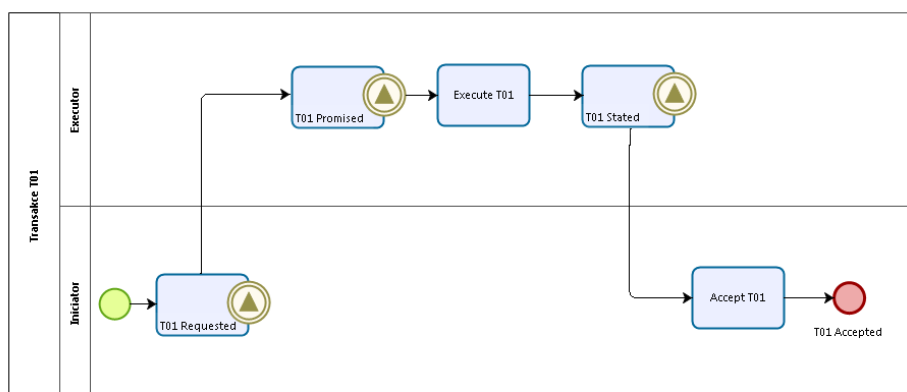 Transakce T01
Executor
T01 Promised
Execute T01
T01 Stated
Iniciator
T01 Requested
Accept T01
T01 Accepted